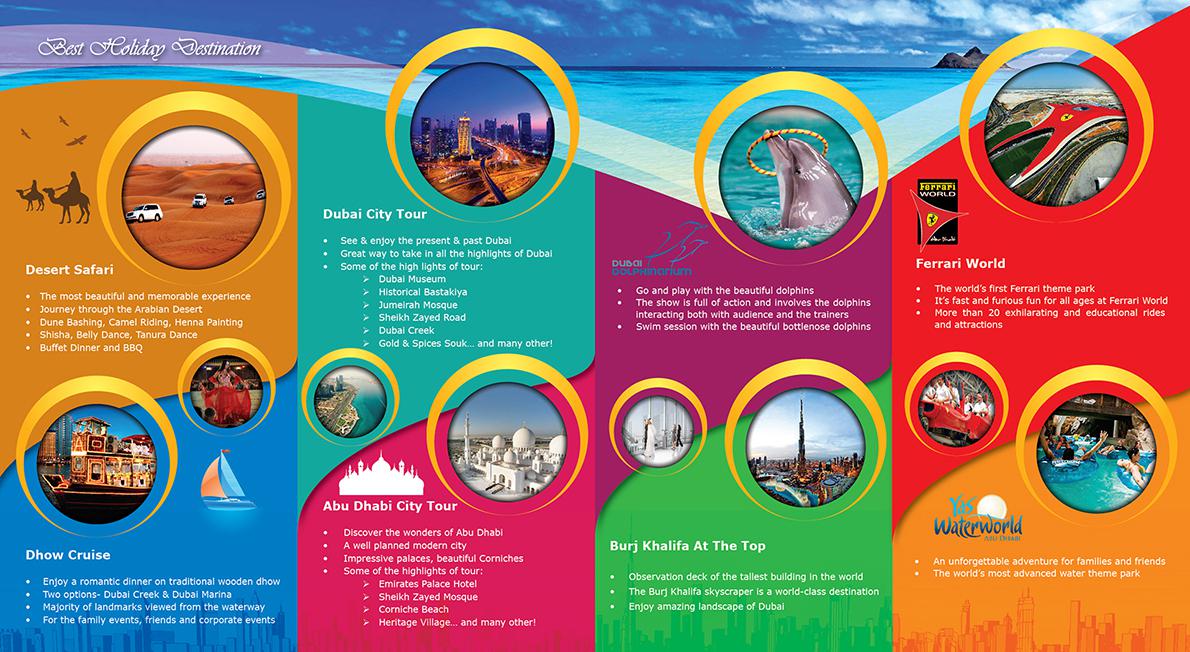 Best Holiday Destination
Desert Safari
• The most beautiful and memorable experience
• Journey through the Arabian Desert
• Dune Bashing, Camel Riding, Henna Painting
• Shisha, Belly Dance, Tanura Dance
• Buffet Dinner and BBQ
Dhow Cruise
• Enjoy a romantic dinner on traditional wooden dhow
• Two options- Dubai Creek & Dubai Marina
• Majority of landmarks viewed from the waterway
• For the family events, friends and corporate events
Dubai City Tour
• See & enjoy the present & past Dubai
• Great way to take in all the highlights of Dubai
• Some of the high lights of tour:
➢ Dubai Museum
➢ Historical Bastakiya
➢ Jumeirah Mosque
➢ Sheikh Zayed Road
➢ Dubai Creek
➢ Gold & Spices Souk... and many other!
Abu Dhabi City Tour
• Discover the wonders of Abu Dhabi
• A well planned modern city
• Impressive palaces, beautiful Corniches
• Some of the highlights of tour:
➢ Emirates Palace Hotel
➢ Sheikh Zayed Mosque
➢ Corniche Beach
➢ Heritage Village... and many other!
DUBAI
DOLPHINARIUM
• Go and play with the beautiful dolphins
• The show is full of action and involves the dolphins
interacting both with audience and the trainers
• Swim session with the beautiful bottlenose dolphins
Burj Khalifa At The Top
• Observation deck of the tallest building in the world
• The Burj Khalifa skyscraper is a world-class destination
• Enjoy amazing landscape of Dubai
Ferrari
WORLD
Abu Dhabi
Ferrari World
• The world's first Ferrari theme park
• It's fast and furious fun for all ages at Ferrari World
• More than 20 exhilarating and educational rides
and attractions
Yas
Waterworld
ABU DHABI
• An unforgettable adventure for families and friends
• The world's most advanced water theme park